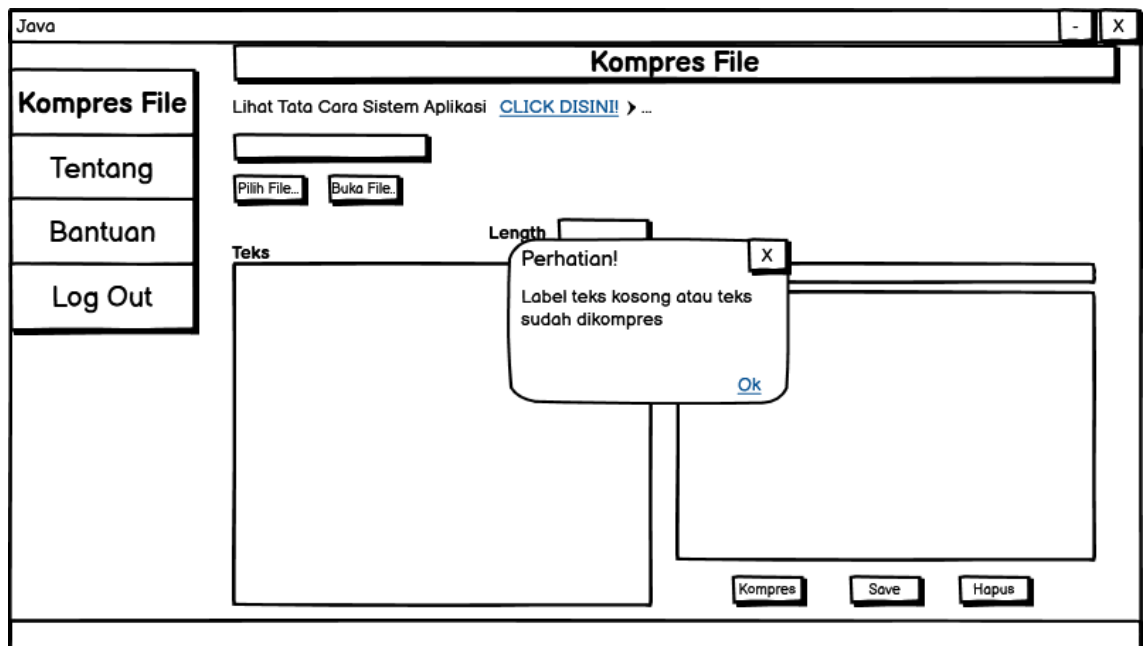 Java
-
X
Kompres File
Kompres File
Tentang
Bantuan
Log Out
Lihat Tata Cara Sistem Aplikasi CLICK DISINI! ❯ ...
Pilih File...
Buka File..
Length
Teks
Perhatian!
X
Label teks kosong atau teks
sudah dikompres
Ok
Kompres
Save
Hapus